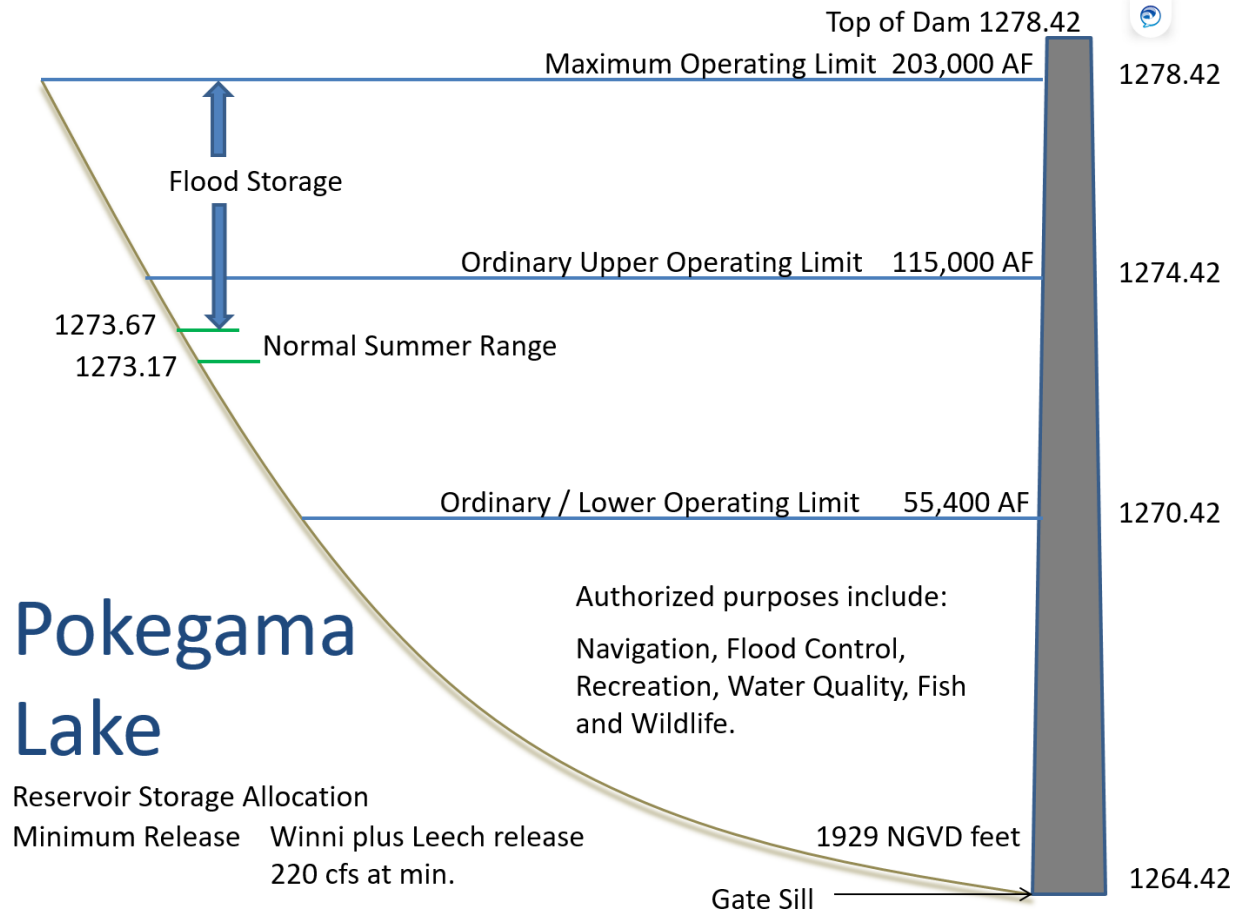 Top of Dam 1278.42
Maximum Operating Limit 203,000 AF
1278.42
Flood Storage
Ordinary Upper Operating Limit 115,000 AF
1274.42
1273.67
Normal Summer Range
1273.17
Ordinary / Lower Operating Limit 55,400 AF
1270.42
Authorized purposes include:
Navigation, Flood Control,
Recreation, Water Quality, Fish
and Wildlife.
Pokegama
Lake
Reservoir Storage Allocation
Minimum Release Winni plus Leech release
220 cfs at min.
1929 NGVD feet
1264.42
Gate Sill